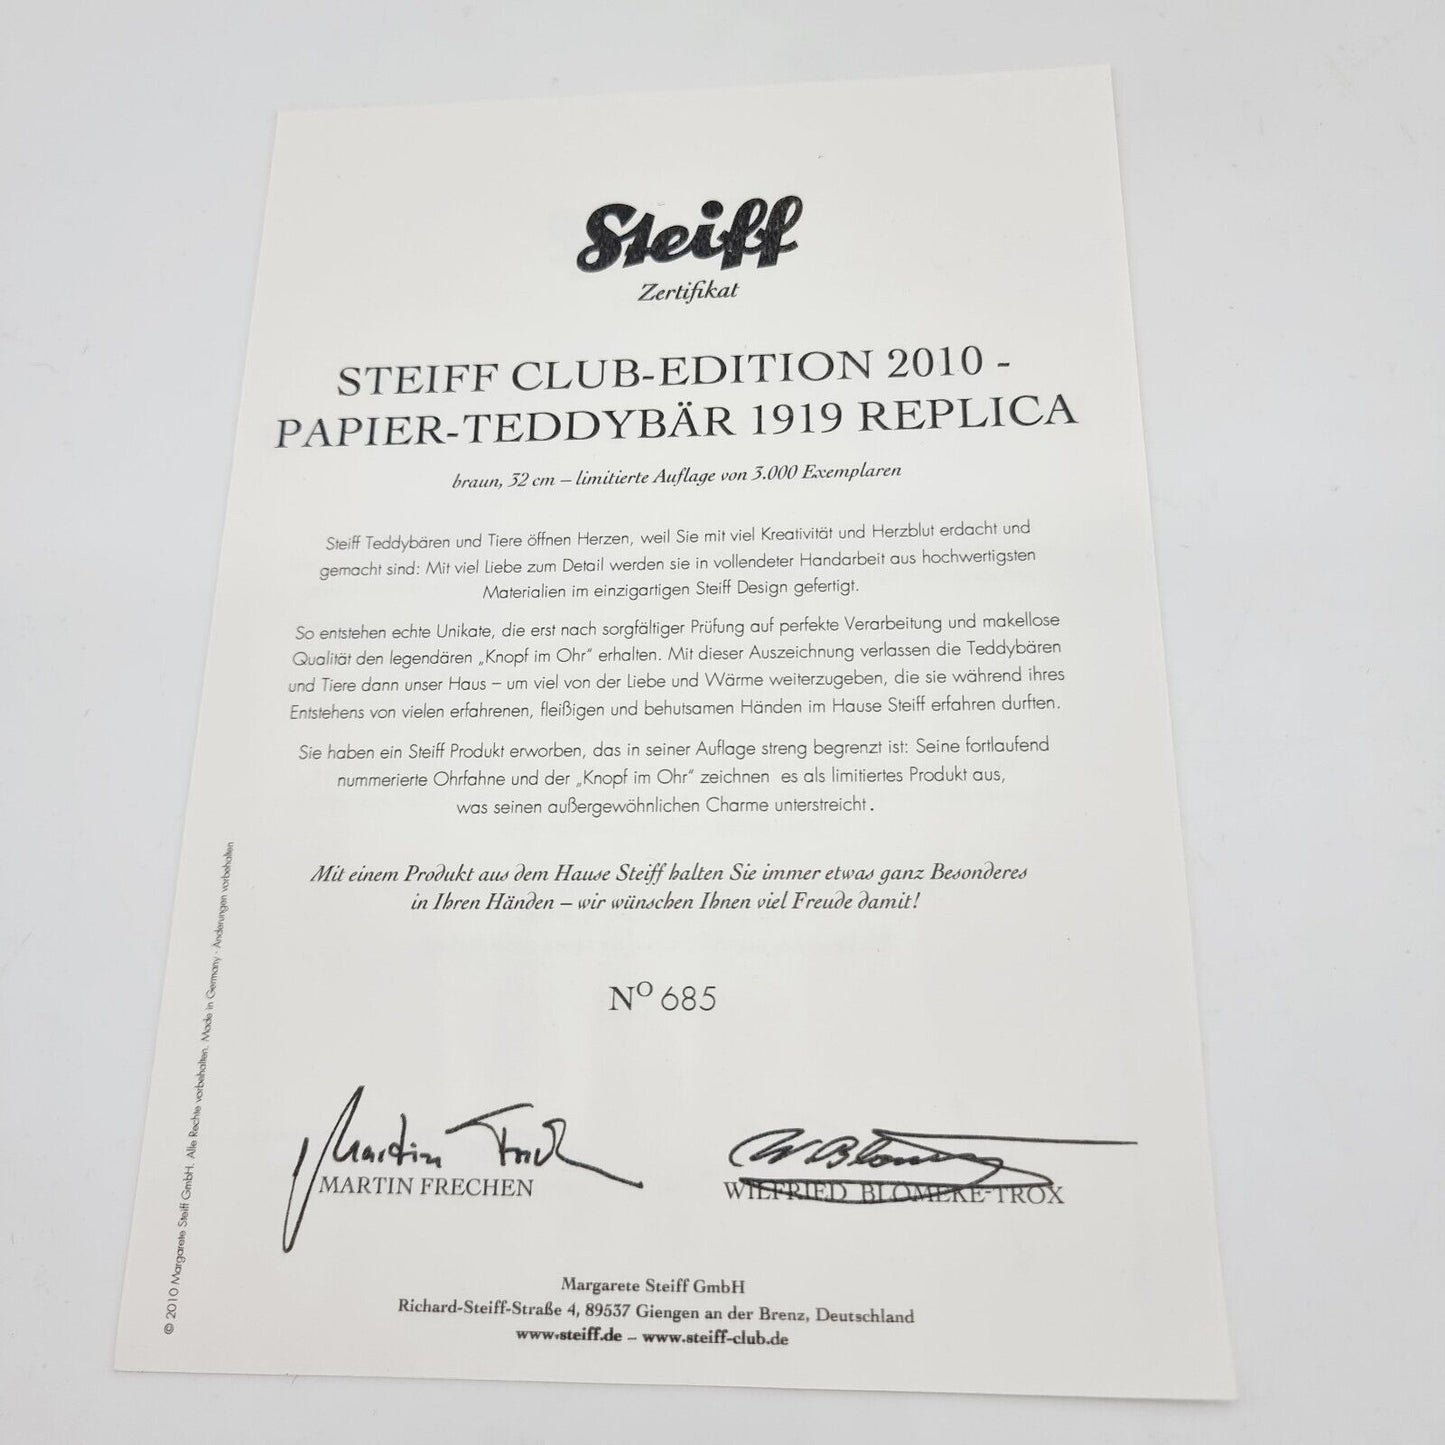 Steiff
Zertifikat
STEIFF CLUB-EDITION 2010 -
PAPIER-TEDDYBÄR 1919 REPLICA
braun, 32 cm – limitierte Auflage von 3.000 Exemplaren
Steiff Teddybären und Tiere öffnen Herzen, weil Sie mit viel Kreativität und Herzblut erdacht und
gemacht sind: Mit viel Liebe zum Detail werden sie in vollendeter Handarbeit aus hochwertigsten
Materialien im einzigartigen Steiff Design gefertigt.
So entstehen echte Unikate, die erst nach sorgfältiger Prüfung auf perfekte Verarbeitung und makellose
Qualität den legendären „Knopf im Ohr“ erhalten. Mit dieser Auszeichnung verlassen die Teddybären
und Tiere dann unser Haus – um viel von der Liebe und Wärme weiterzugeben, die sie während ihres
Entstehens von vielen erfahrenen, fleißigen und behutsamen Händen im Hause Steiff erfahren durften.
Sie haben ein Steiff Produkt erworben, das in seiner Auflage streng begrenzt ist: Seine fortlaufend
nummerierte Ohrfahne und der „Knopf im Ohr“ zeichnen es als limitiertes Produkt aus,
was seinen außergewöhnlichen Charme unterstreicht.
Mit einem Produkt aus dem Hause Steiff halten Sie immer etwas ganz Besonderes
in Ihren Händen – wir wünschen Ihnen viel Freude damit!
Nº 685
MARTIN FRECHEN
WILFRIED BLÖMEKE-TROX
Margarete Steiff GmbH
Richard-Steiff-Straße 4, 89537 Giengen an der Brenz, Deutschland
www.steiff.de – www.steiff-club.de
© 2010 Margarete Steiff GmbH. Alle Rechte vorbehalten. Made in Germany · Änderungen vorbehalten